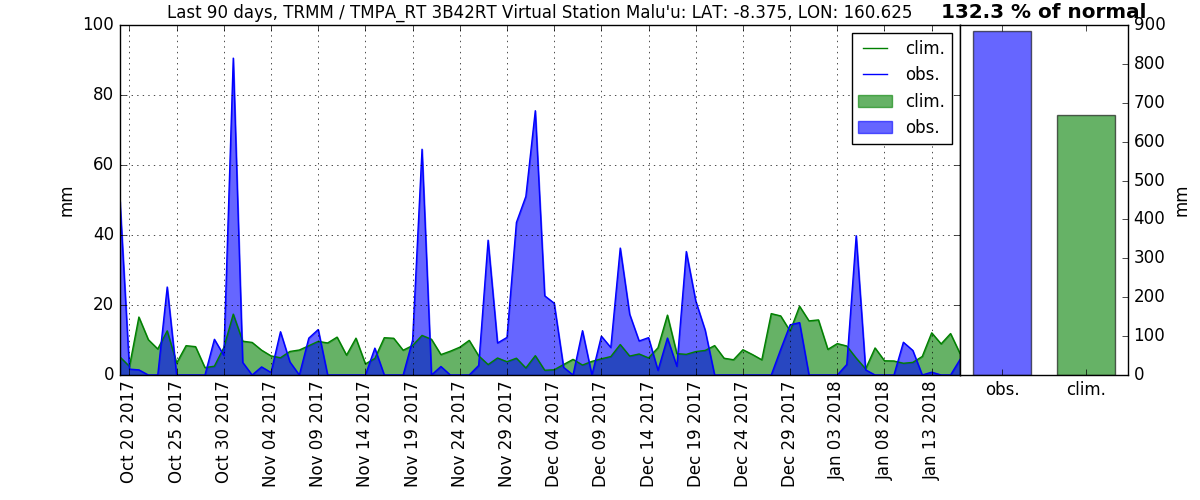 Last 90 days, TRMM / TMPA_RT 3B42RT Virtual Station Malu'u: LAT: -8.375, LON: 160.625
132.3 % of normal
100
80
60
40
20
0
mm
clim.
obs.
clim.
obs.
900
800
700
600
500
400
300
200
100
0
mm
Oct 20 2017
Oct 25 2017
Oct 30 2017
Nov 04 2017
Nov 09 2017
Nov 14 2017
Nov 19 2017
Nov 24 2017
Nov 29 2017
Dec 04 2017
Dec 09 2017
Dec 14 2017
Dec 19 2017
Dec 24 2017
Dec 29 2017
Jan 03 2018
Jan 08 2018
Jan 13 2018
obs.
clim.